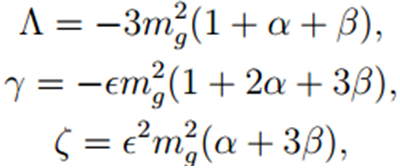 Λ = −3m_g^2(1 + α + β),
γ = −ϵm_g^2(1 + 2α + 3β),
ζ = ϵ^2m_g^2(α + 3β),